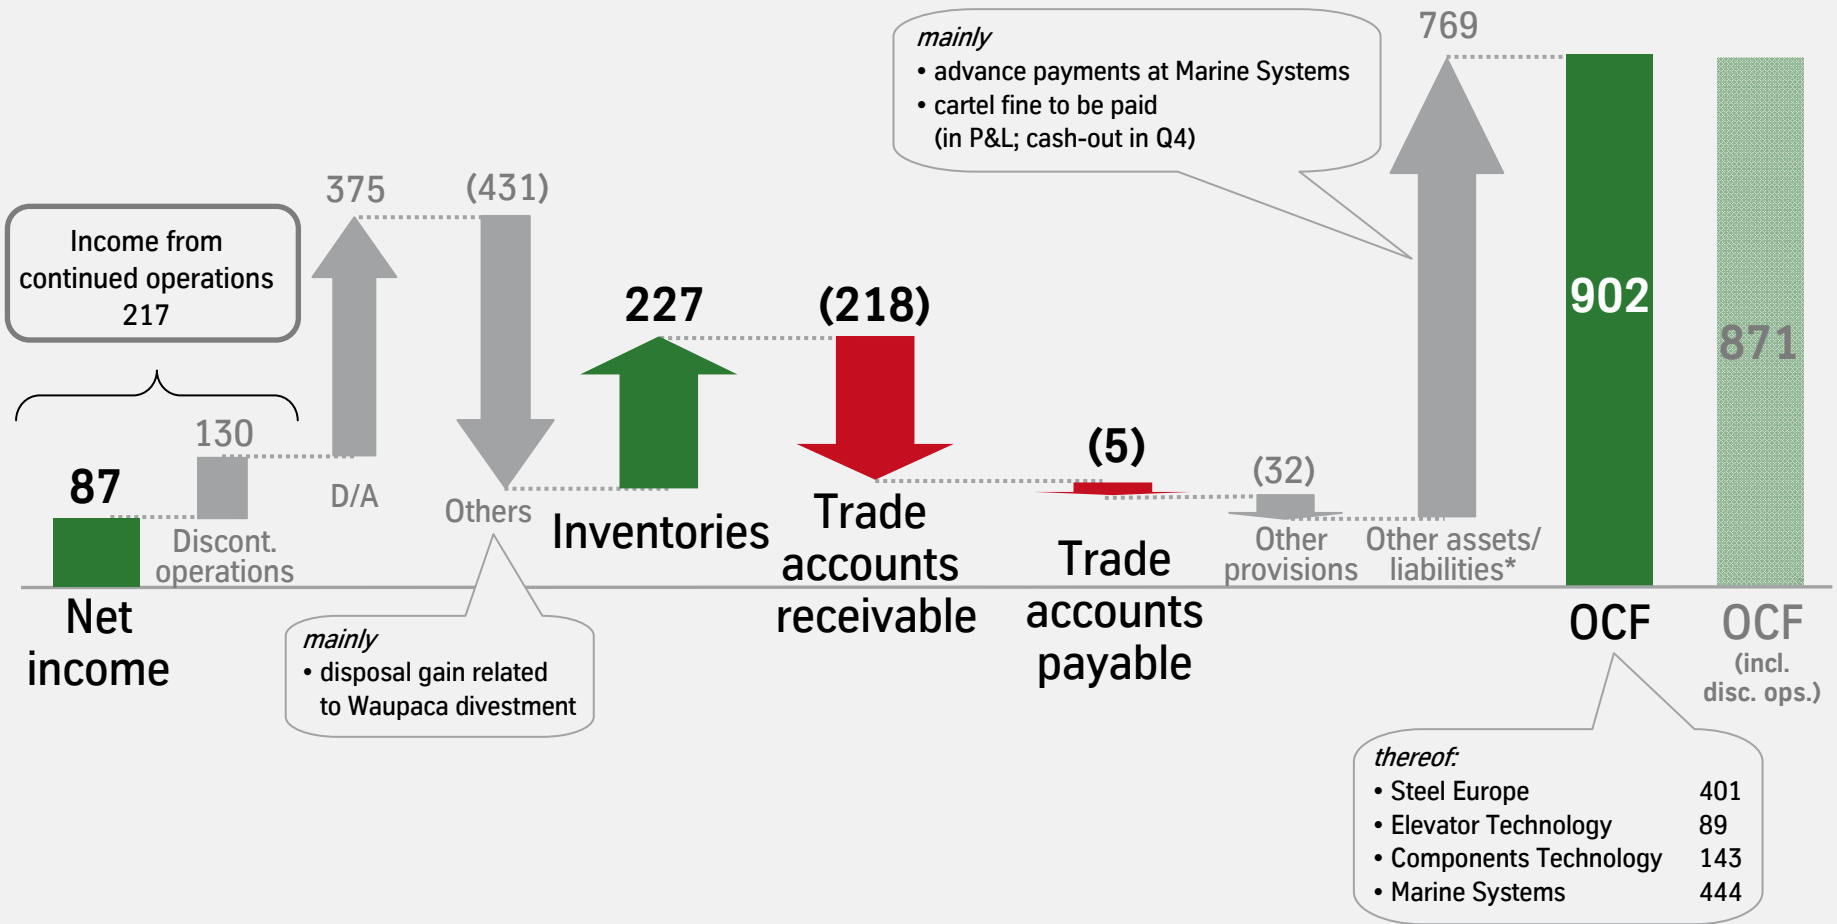 mainly
• advance payments at Marine Systems
• cartel fine to be paid
(in P&L; cash-out in Q4)
769
375
(431)
Income from
continued operations
217
227
(218)
902
871
130
87
(5)
(32)
D/A
Others
Discont.
operations
Inventories
Trade
accounts
receivable
Trade
accounts
payable
Other
provisions
Other assets/
liabilities*
Net
income
OCF
OCF
(incl.
disc. ops.)
mainly
• disposal gain related
to Waupaca divestment
thereof:
• Steel Europe 401
• Elevator Technology 89
• Components Technology 143
• Marine Systems 444